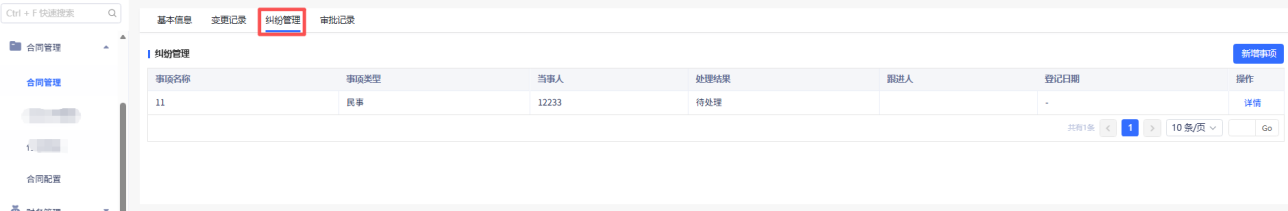 Ctrl + F 快速搜索
基本信息 变更记录 纠纷管理 审批记录
合同管理
纠纷管理
新增事项
事项名称 事项类型 当事人 处理结果 跟进人 登记日期 操作
合同管理
11 民事 12233 待处理 - 详情
共有1条 < 1 > 10 条/页 Go
合同配置